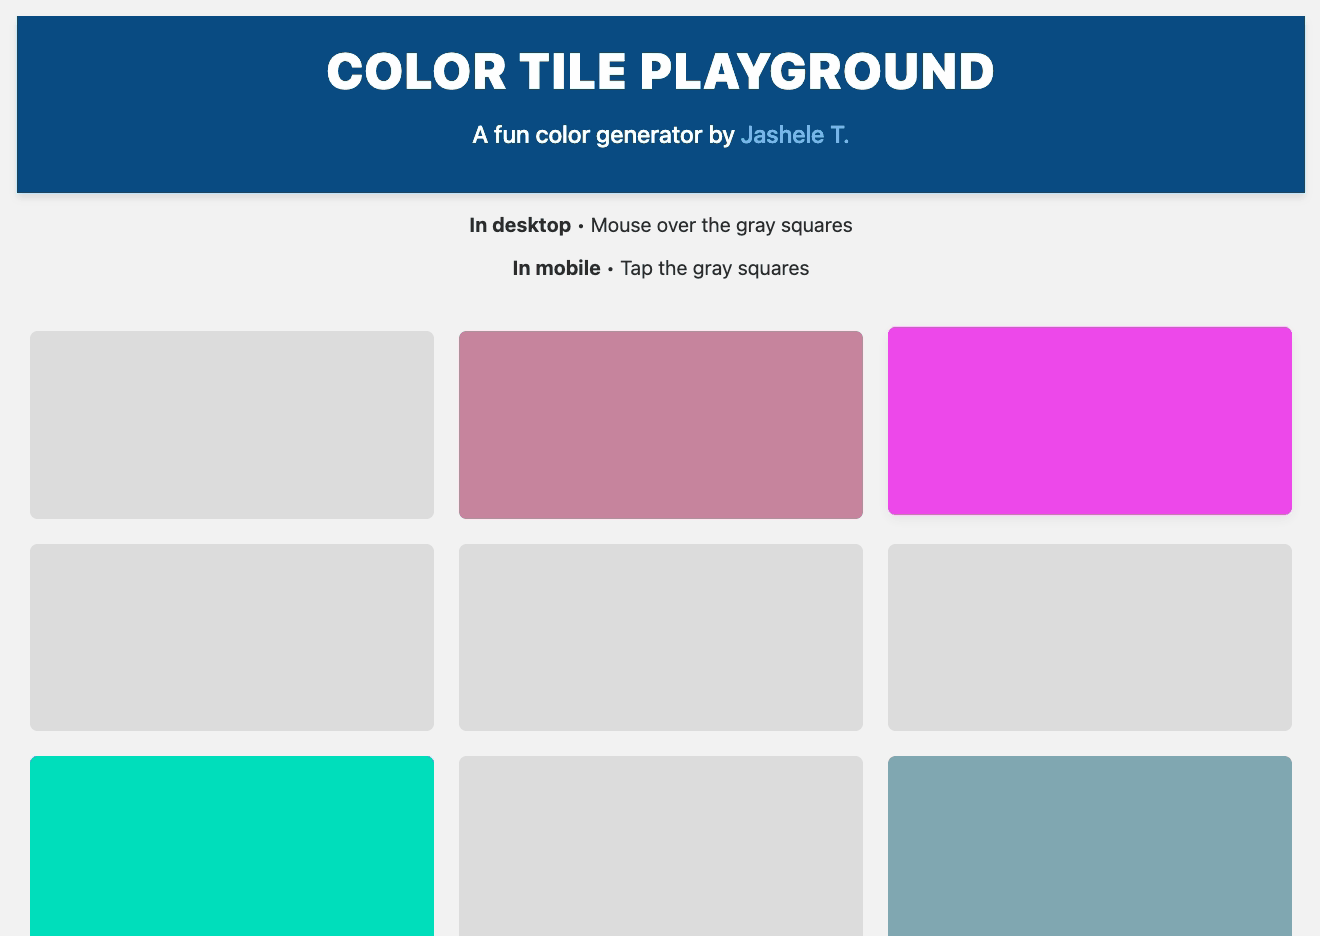 COLOR TILE PLAYGROUND
A fun color generator by Jashele T.
In desktop • Mouse over the gray squares
In mobile • Tap the gray squares